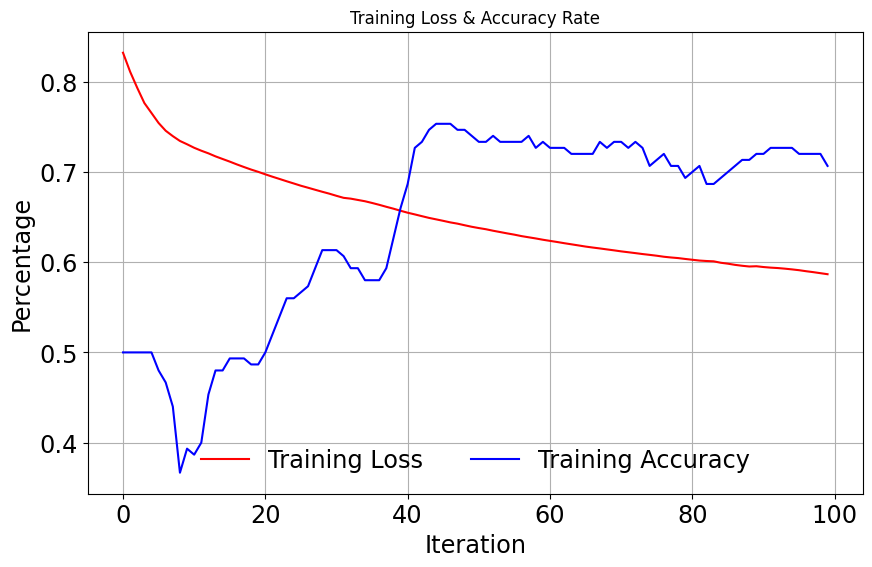 Training Loss & Accuracy Rate
Percentage
0.8
0.7
0.6
0.5
0.4
Training Loss
Training Accuracy
0 20 40 60 80 100
Iteration